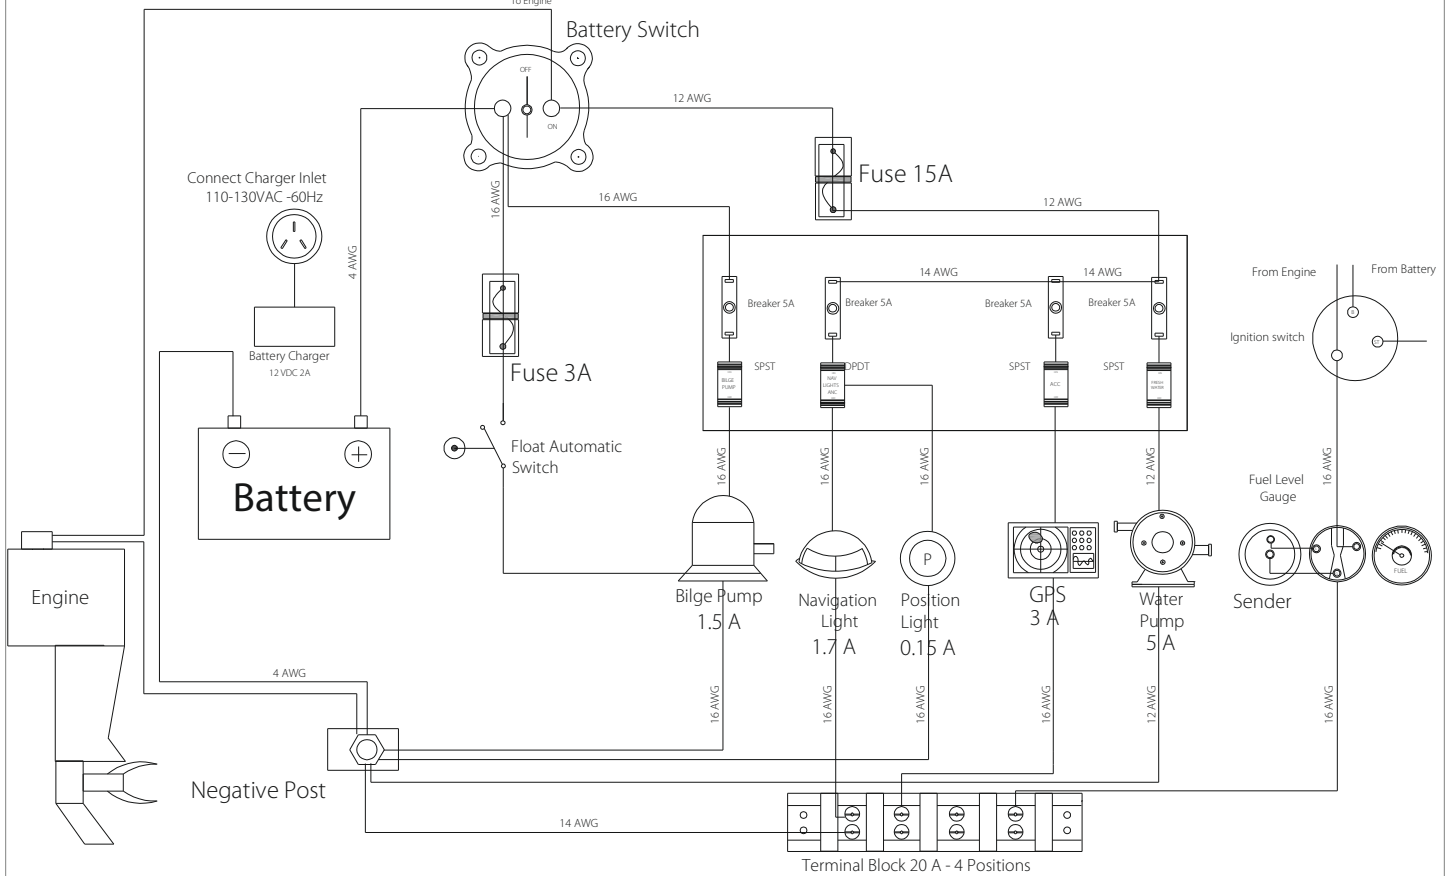 To Engine
Battery Switch
OFF
ON
12 AWG
Fuse 15A
Connect Charger Inlet
110-130VAC -60Hz
16 AWG
16 AWG
12 AWG
4 AWG
14 AWG
14 AWG
From Engine
From Battery
Breaker 5A
Breaker 5A
Breaker 5A
Breaker 5A
B
Ignition switch
ST
Battery Charger
12 VDC 2A
Fuse 3A
SPST
DPDT
SPST
SPST
BILGE
PUMP
NAV
LIGHTS
ANC
ACC
FRESH
WATER
Float Automatic
Switch
Battery
16 AWG
16 AWG
16 AWG
12 AWG
16 AWG
Fuel Level
Gauge
P
FUEL
Engine
Bilge Pump
1.5 A
Navigation
Light
1.7 A
Position
Light
0.15 A
GPS
3 A
Water
Pump
5 A
Sender
4 AWG
16 AWG
16 AWG
16 AWG
16 AWG
12 AWG
16 AWG
Negative Post
14 AWG
Terminal Block 20 A - 4 Positions